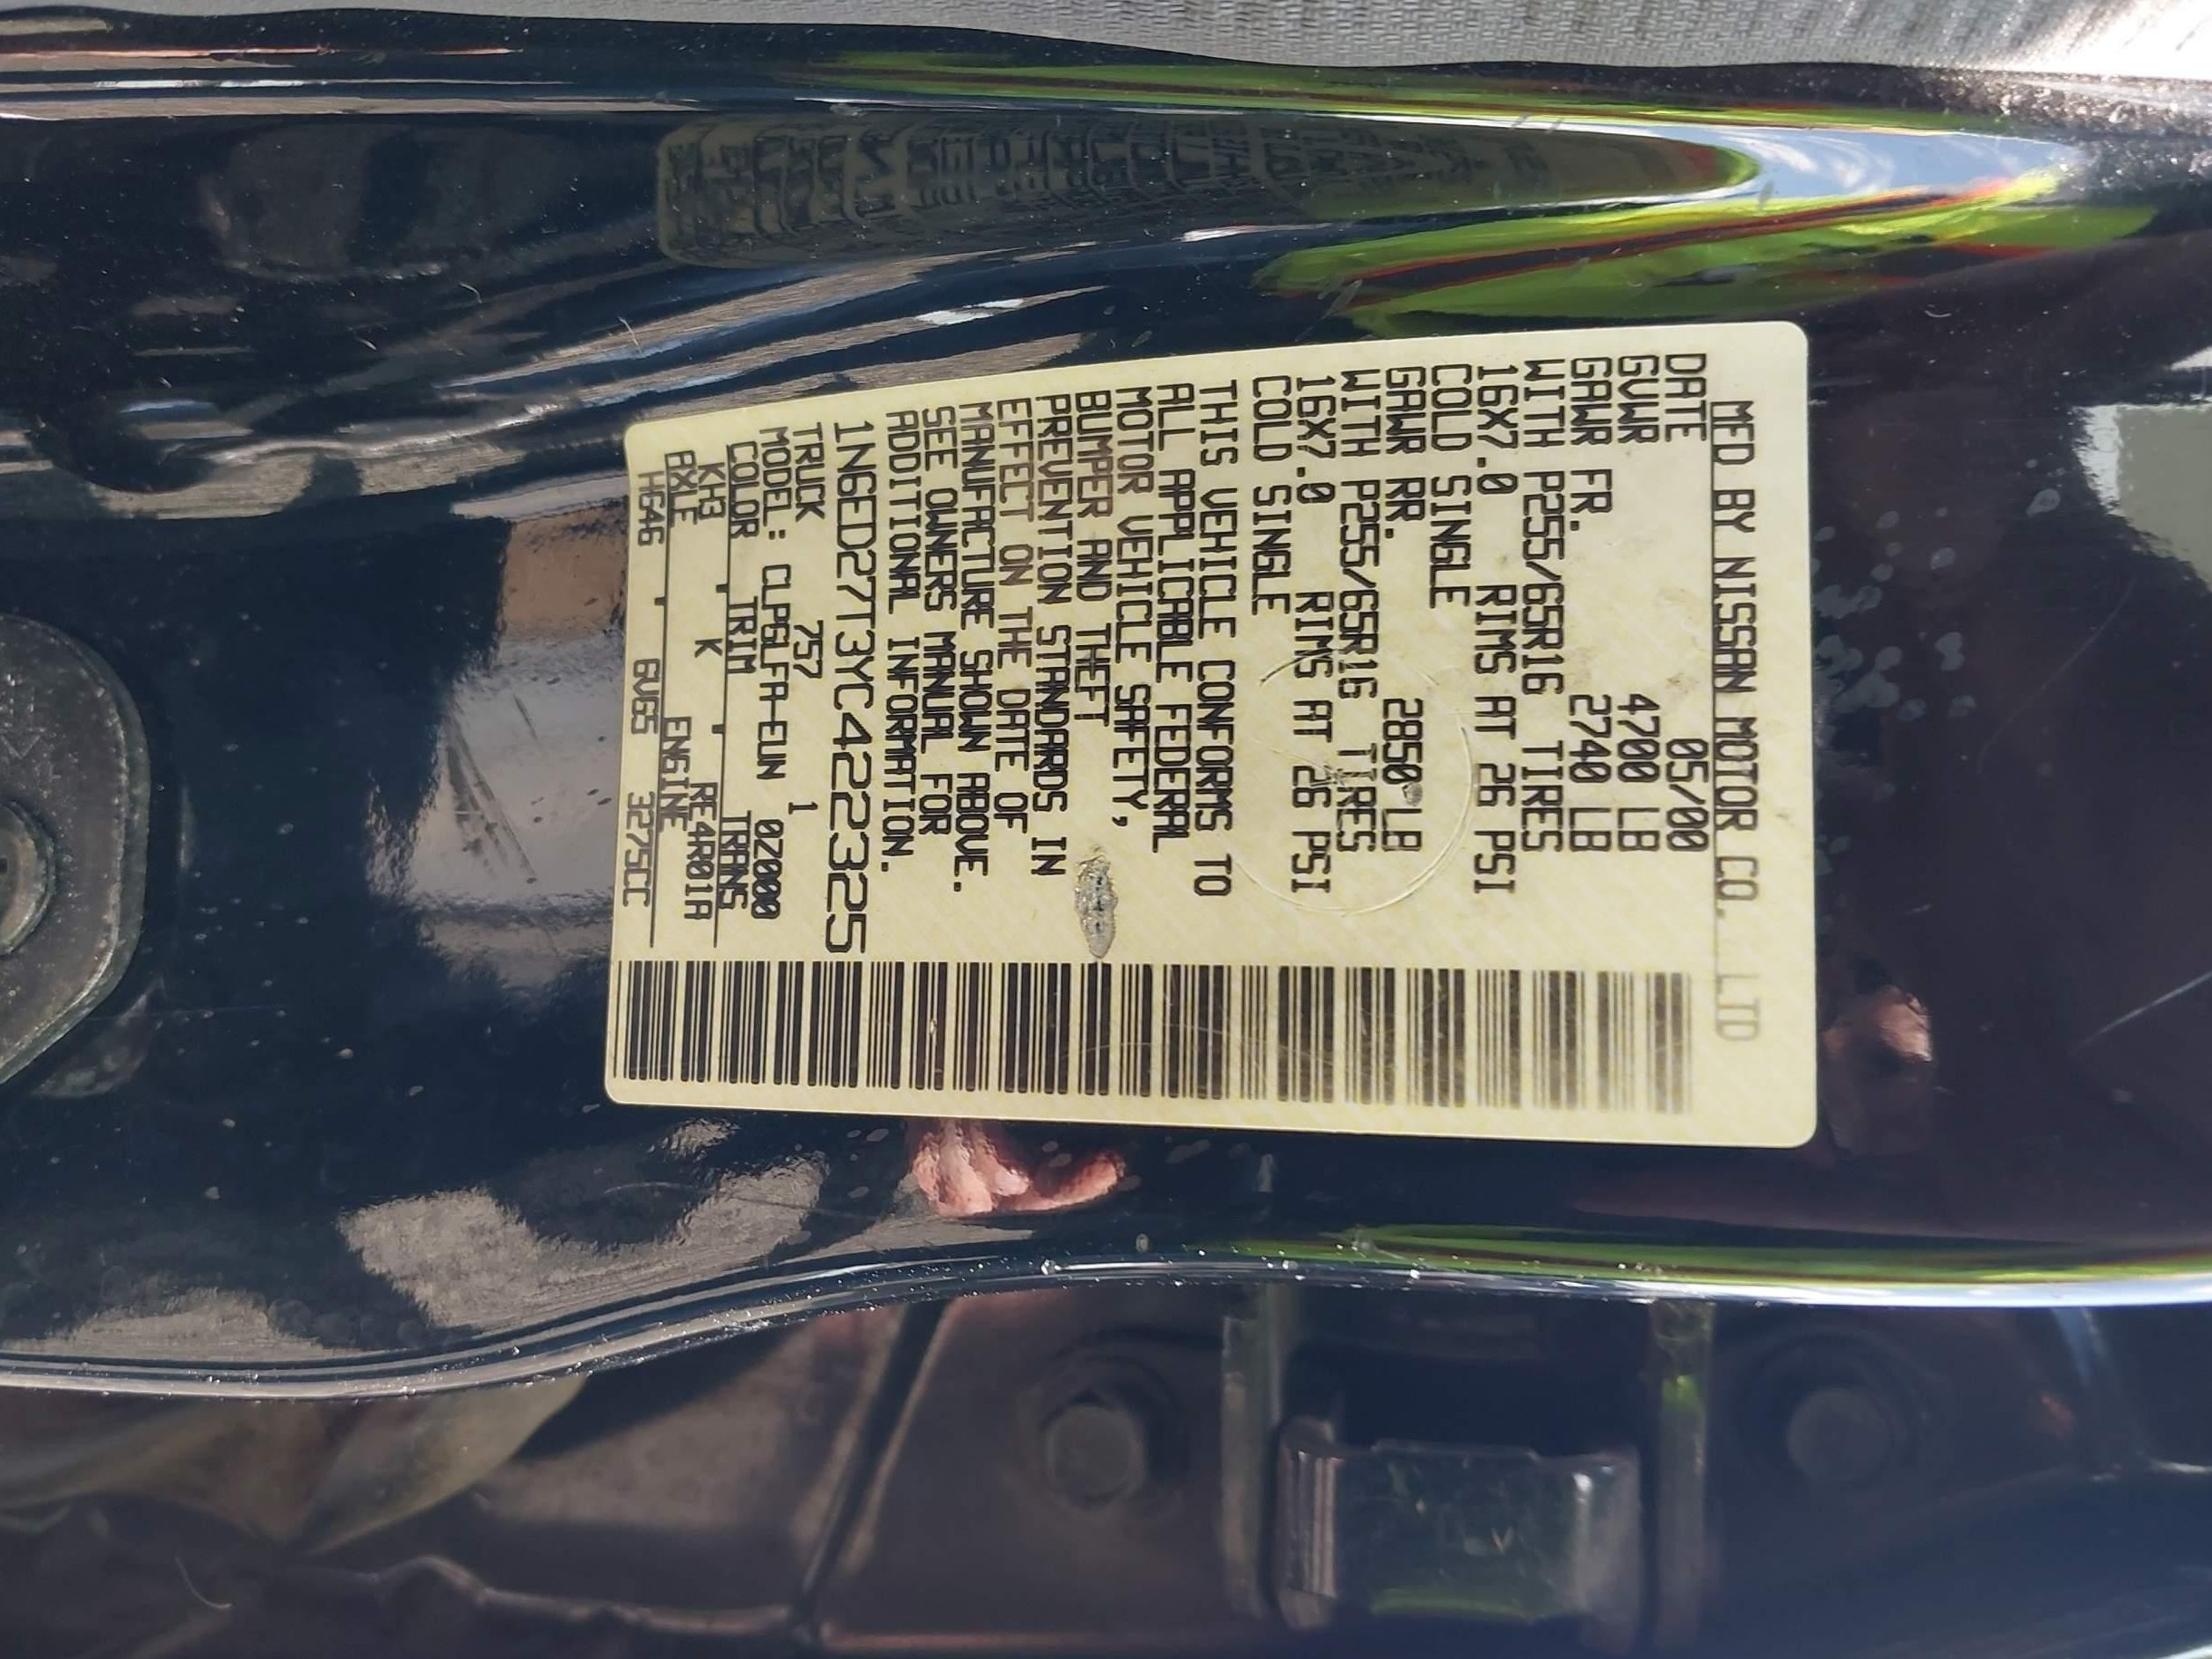 MFD BY NISSAN MOTOR CO. LTD
DATE 05/00
GVWR 4700 LB
GAWR FR. 2740 LB
WITH P255/65R16 TIRES
16X7.0 RIMS AT 26 PSI
COLD SINGLE
GAWR RR. 2850 LB
WITH P255/65R16 TIRES
16X7.0 RIMS AT 26 PSI
COLD SINGLE
THIS VEHICLE CONFORMS TO
ALL APPLICABLE FEDERAL
MOTOR VEHICLE SAFETY,
BUMPER AND THEFT
PREVENTION STANDARDS IN
EFFECT ON THE DATE OF
MANUFACTURE SHOWN ABOVE.
SEE OWNERS MANUAL FOR
ADDITIONAL INFORMATION.
1N6ED27T3YC422325
TRUCK 757 1
MODEL: CLPGLFA-EUN 0Z000
COLOR TRIM TRANS
KH3 K RE4R01A
AXLE ENGINE
HG46 6VG5 3275CC